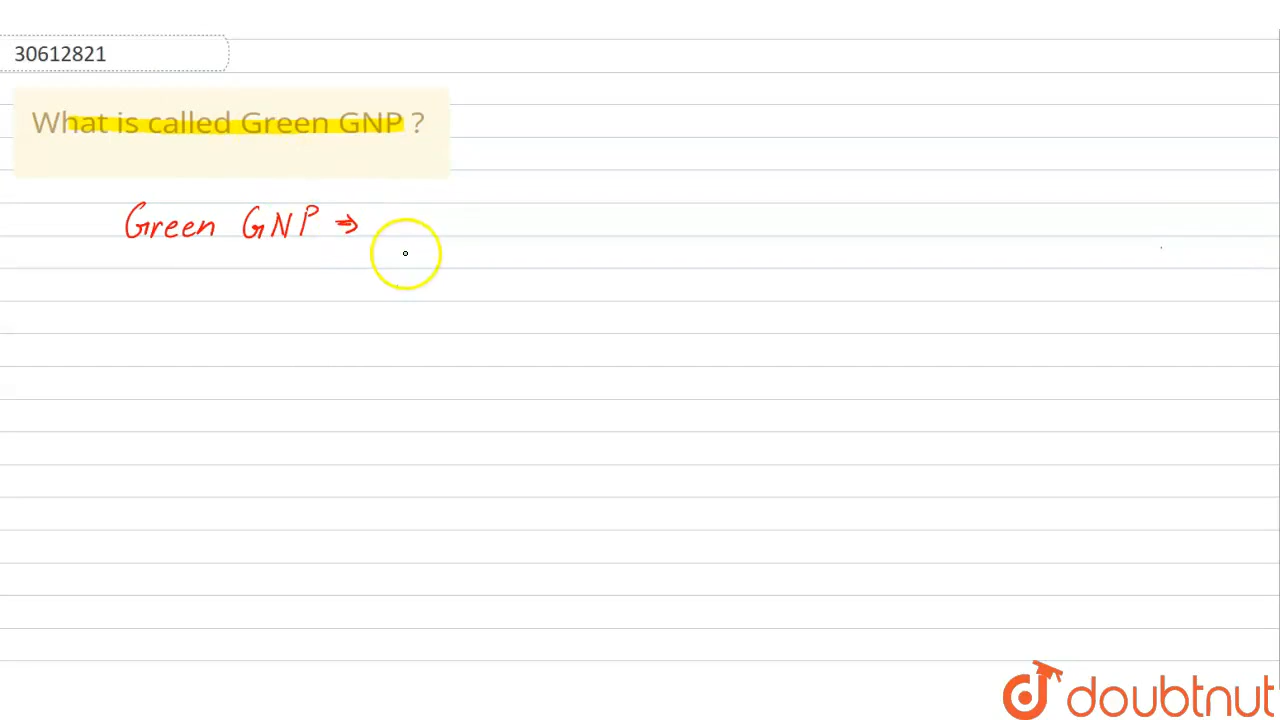 30612821
What is called Green GNP ?
Green GNP ⇒
doubtnut